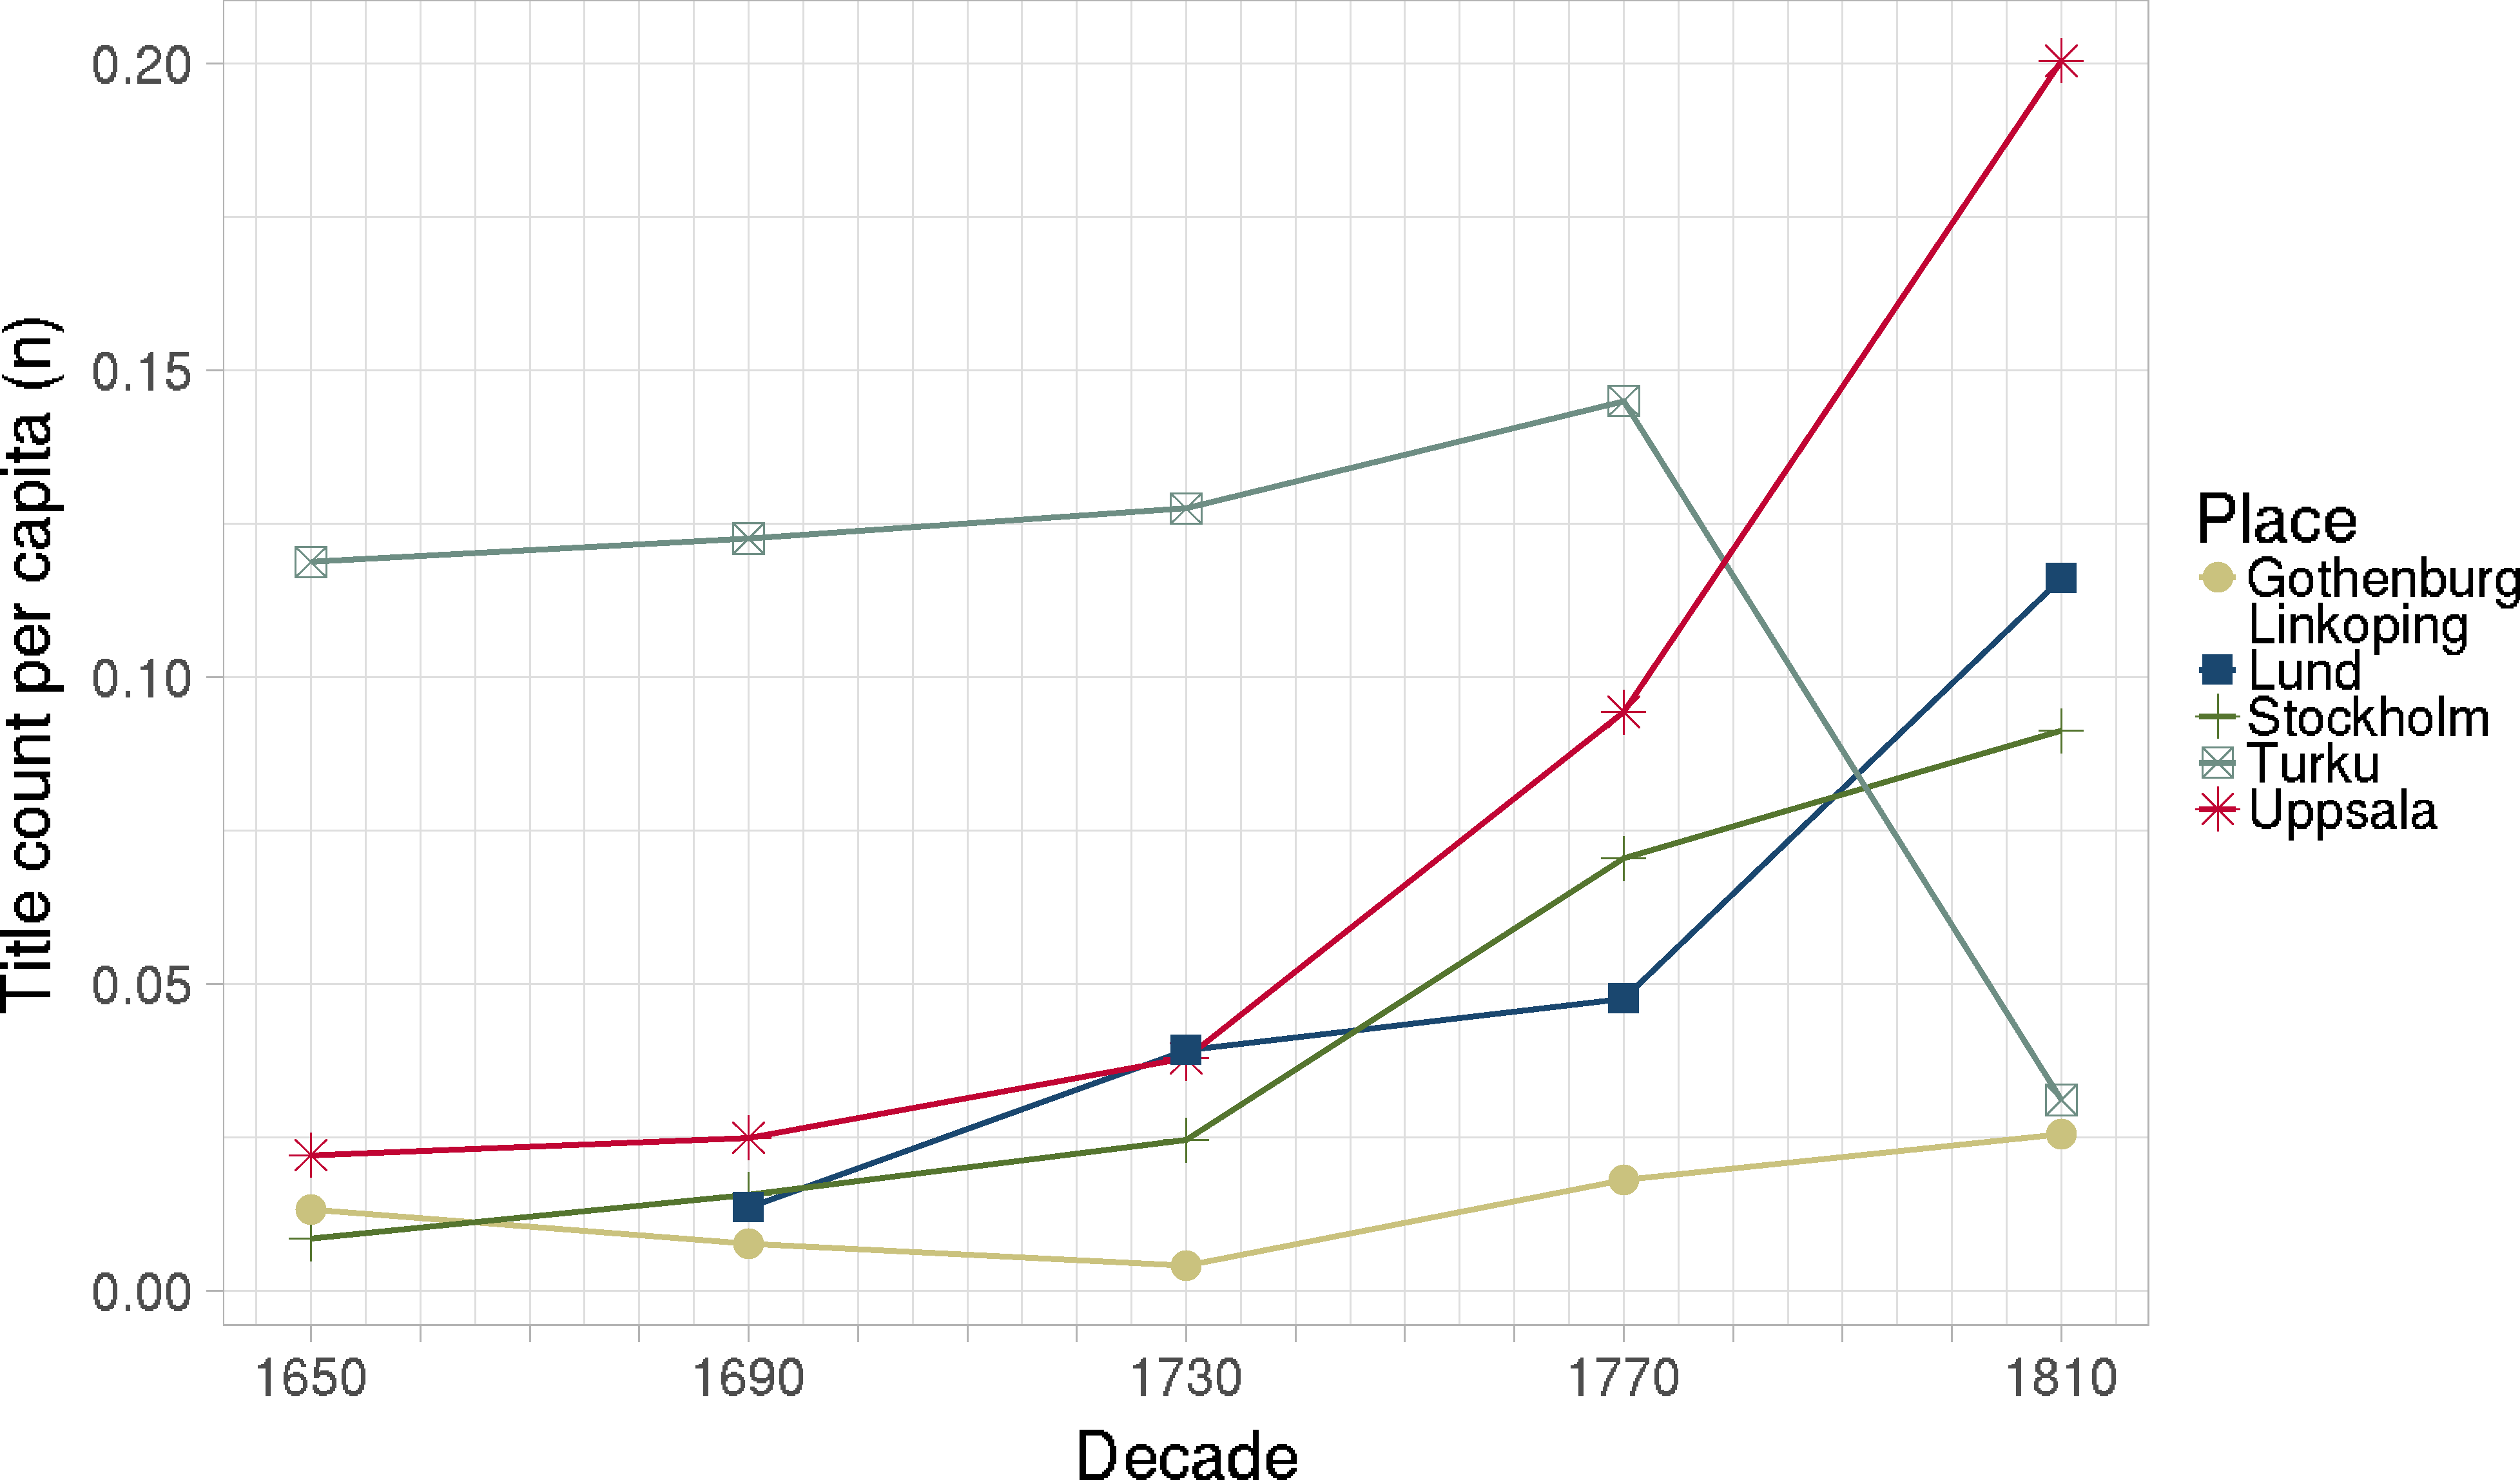 Title count per capita (n)
0.20
0.15
0.10
0.05
0.00
1650 1690 1730 1770 1810
Decade
Place
Gothenburg
Linkoping
Lund
Stockholm
Turku
Uppsala